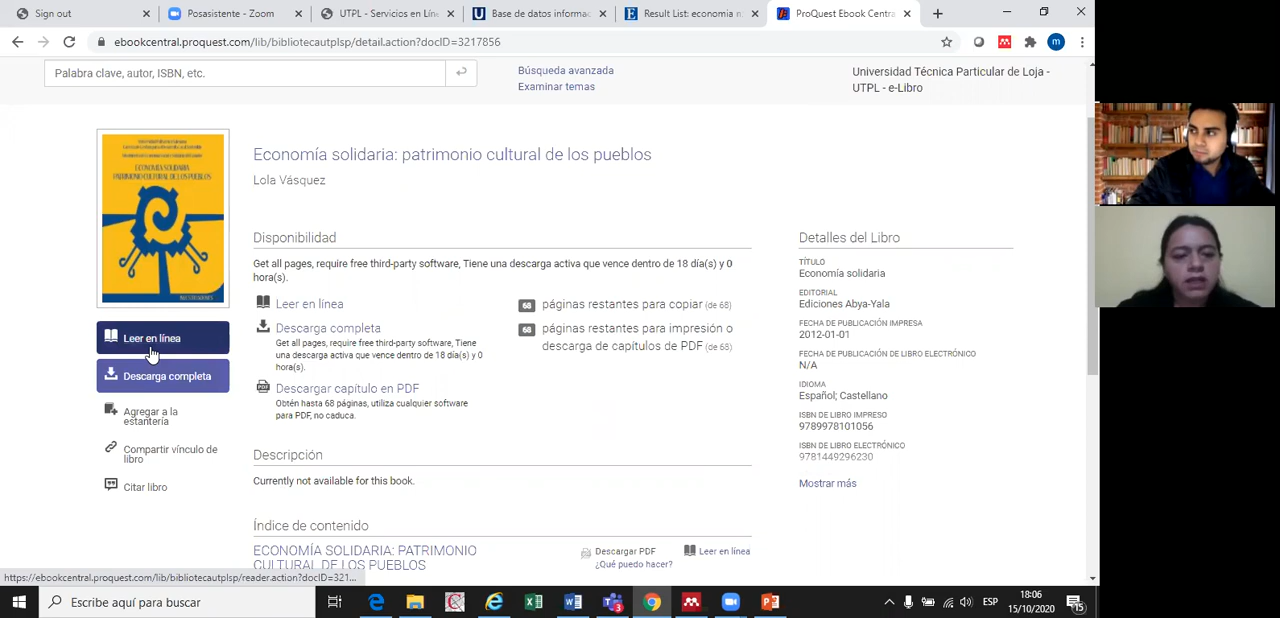 Sign out
Posasistente - Zoom
UTPL - Servicios en Líne
Base de datos informac
Result List: economia m
ProQuest Ebook Centra
ebookcentral.proquest.com/lib/bibliotecautplsp/detail.action?docID=3217856
m
Palabra clave, autor, ISBN, etc.
Búsqueda avanzada
Examinar temas
Universidad Técnica Particular de Loja -
UTPL - e-Libro
ECONOMÍA SOLIDARIA
PATRIMONIO CULTURAL DE LOS PUEBLOS
Economía solidaria: patrimonio cultural de los pueblos
Lola Vásquez
Leer en línea
Descarga completa
Agregar a la
estantería
Compartir vínculo de
libro
Citar libro
Disponibilidad
Get all pages, require free third-party software, Tiene una descarga activa que vence dentro de 18 día(s) y 0
hora(s).
Leer en línea
Descarga completa
Get all pages, require free third-party software, Tiene
una descarga activa que vence dentro de 18 día(s) y 0
hora(s).
Descargar capítulo en PDF
Obtén hasta 68 páginas, utiliza cualquier software
para PDF, no caduca.
68 páginas restantes para copiar (de 68)
68 páginas restantes para impresión o
descarga de capítulos de PDF (de 68)
Descripción
Currently not available for this book.
Índice de contenido
ECONOMÍA SOLIDARIA: PATRIMONIO
CULTURAL DE LOS PUEBLOS
Descargar PDF
¿Qué puedo hacer?
Leer en línea
Detalles del Libro
TÍTULO
Economía solidaria
EDITORIAL
Ediciones Abya-Yala
FECHA DE PUBLICACIÓN IMPRESA
2012-01-01
FECHA DE PUBLICACIÓN DE LIBRO ELECTRÓNICO
N/A
IDIOMA
Español; Castellano
ISBN DE LIBRO IMPRESO
9789978101056
ISBN DE LIBRO ELECTRÓNICO
9781449296230
Mostrar más
https://ebookcentral.proquest.com/lib/bibliotecautplsp/reader.action?docID=321...
Escribe aquí para buscar
3
ESP
18:06
15/10/2020
15